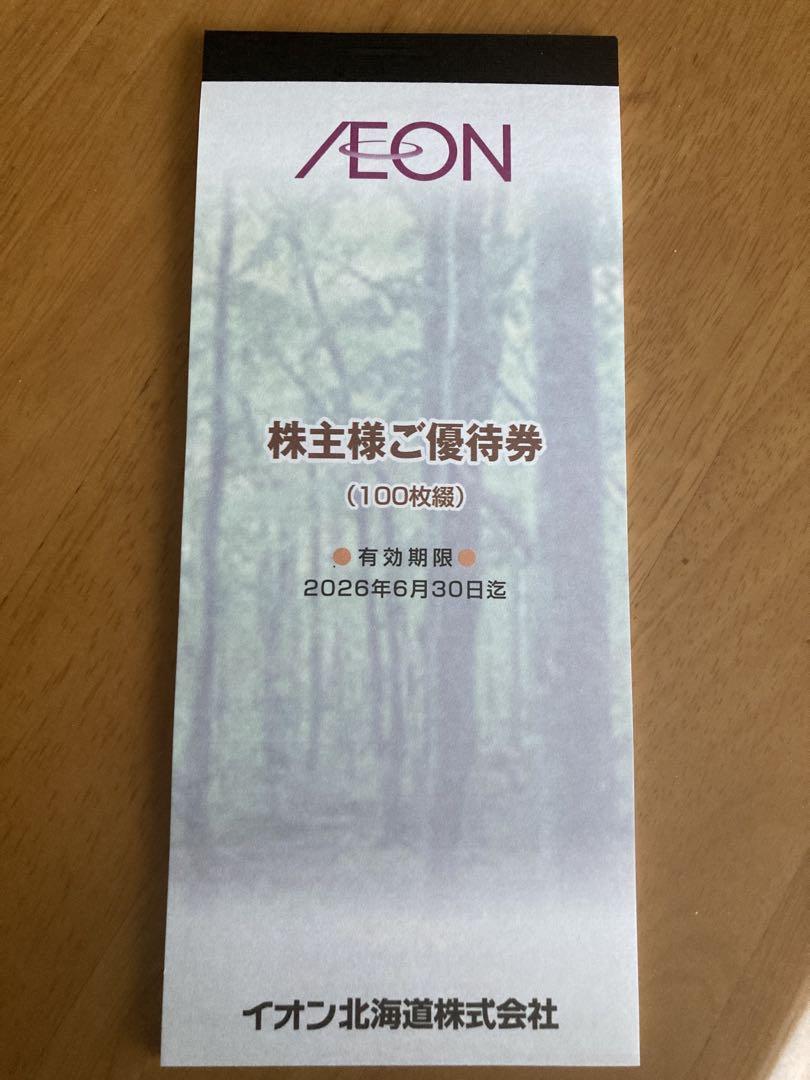 ÆON
株主様ご優待券
（100枚綴）
●有効期限●
2026年6月30日迄
イオン北海道株式会社